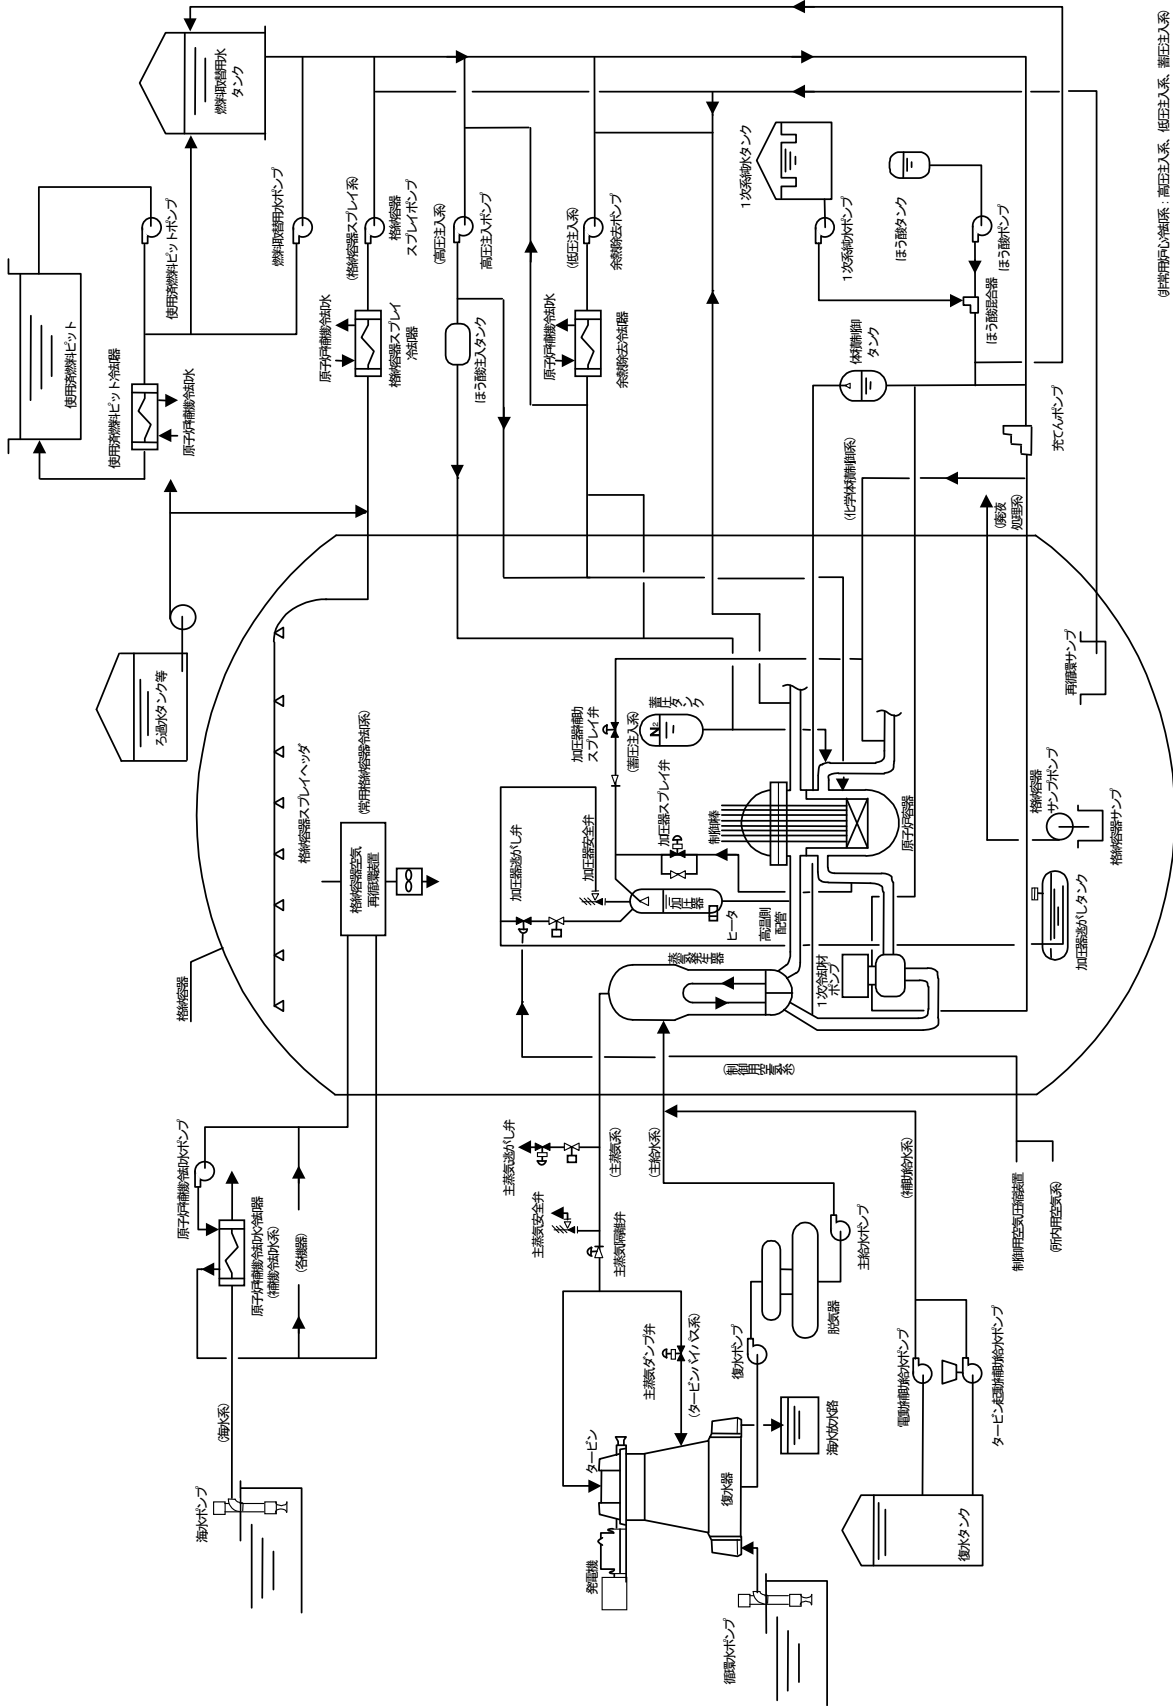 (非常用炉心冷却系：高圧注入系、低圧注入系、蓄圧注入系)
使用済燃料ピット
使用済燃料ピットポンプ
使用済燃料ピット冷却器
原子炉補機冷却水
燃料取替用水
タンク
燃料取替用水ポンプ
(格納容器スプレイ系)
格納容器
スプレイポンプ
原子炉補機冷却水
格納容器スプレイ
冷却器
(高圧注入系)
高圧注入ポンプ
ほう酸注入タンク
(低圧注入系)
余熱除去ポンプ
原子炉補機冷却水
余熱除去冷却器
1次系純水タンク
1次系純水ポンプ
ほう酸タンク
ほう酸ポンプ
ほう酸混合器
体積制御
タンク
充てんポンプ
(化学体積制御系)
(廃液
処理系)
ろ過水タンク等
格納容器スプレイヘッダ
格納容器空気
再循環装置
(常用格納容器冷却系)
格納容器
加圧器補助
スプレイ弁
(蓄圧注入系)
蓄圧タンク
N₂
加圧器スプレイ弁
加圧器安全弁
加圧器逃がし弁
加圧器
ヒータ
制御棒
原子炉容器
高温側
配管
蒸気発生器
1次冷却材
ポンプ
再循環サンプ
格納容器
サンプポンプ
格納容器サンプ
加圧器逃がしタンク
(制御用空気系)
原子炉補機冷却水ポンプ
原子炉補機冷却水冷却器
(補機冷却水系)
(各機器)
(海水系)
海水ポンプ
主蒸気逃がし弁
主蒸気安全弁
主蒸気隔離弁
(主蒸気系)
(主給水系)
主給水ポンプ
脱気器
復水ポンプ
主蒸気ダンプ弁
(タービンバイパス系)
タービン
発電機
復水器
海水放水路
循環水ポンプ
(補助給水系)
電動補助給水ポンプ
タービン起動補助給水ポンプ
復水タンク
制御用空気圧縮装置
(所内用空気系)